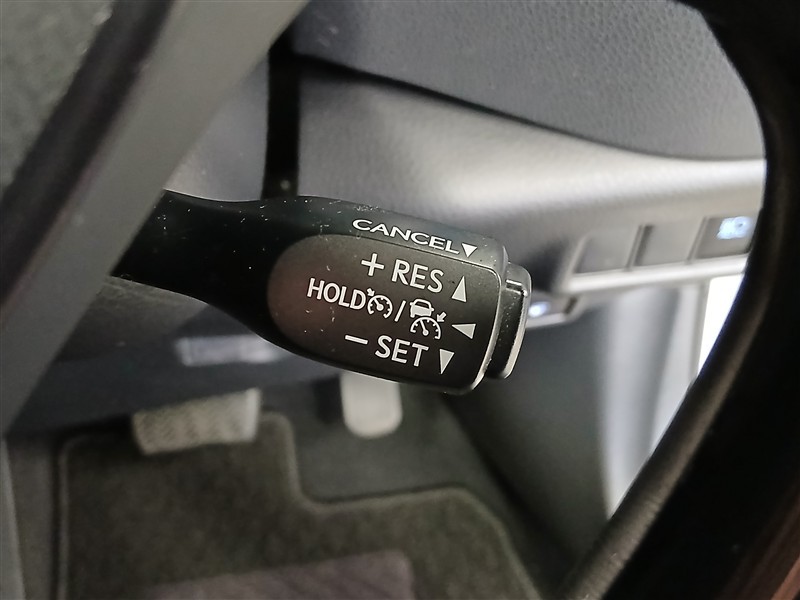 CANCEL▼
+ RES ▲
HOLD /
− SET ▼